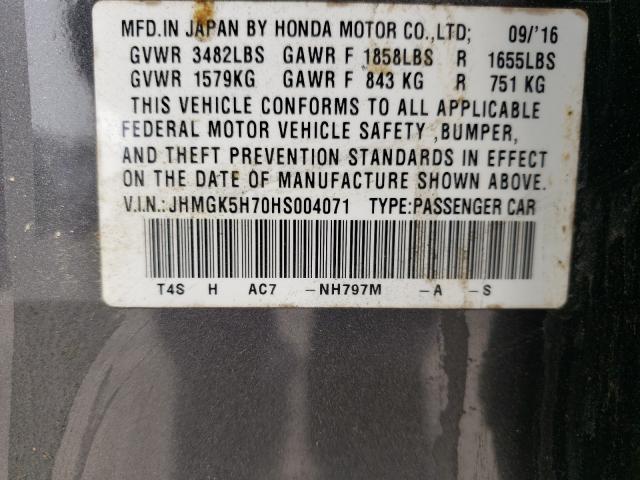 MFD.IN JAPAN BY HONDA MOTOR CO.,LTD; 09/'16
GVWR 3482LBS GAWR F 1858LBS R 1655LBS
GVWR 1579KG GAWR F 843 KG R 751 KG
THIS VEHICLE CONFORMS TO ALL APPLICABLE
FEDERAL MOTOR VEHICLE SAFETY ,BUMPER,
AND THEFT PREVENTION STANDARDS IN EFFECT
ON THE DATE OF MANUFACTURE SHOWN ABOVE.
V.I.N.:JHMGK5H70HS004071 TYPE:PASSENGER CAR
T4S H AC7 -NH797M -A -S